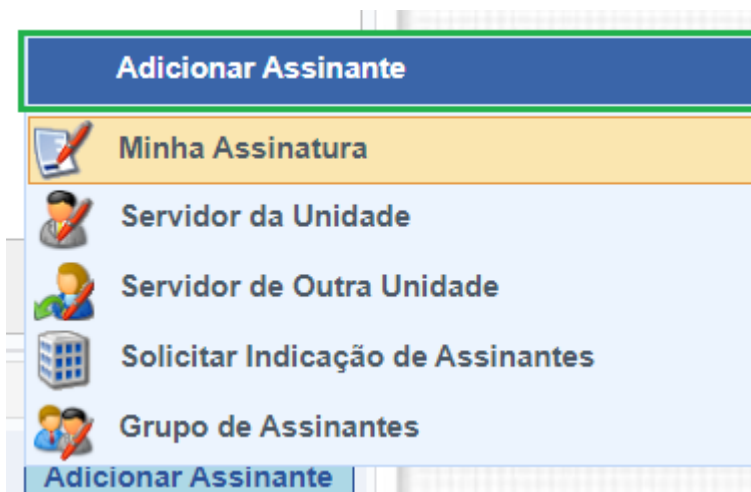 Adicionar Assinante
Minha Assinatura
Servidor da Unidade
Servidor de Outra Unidade
Solicitar Indicação de Assinantes
Grupo de Assinantes
Adicionar Assinante